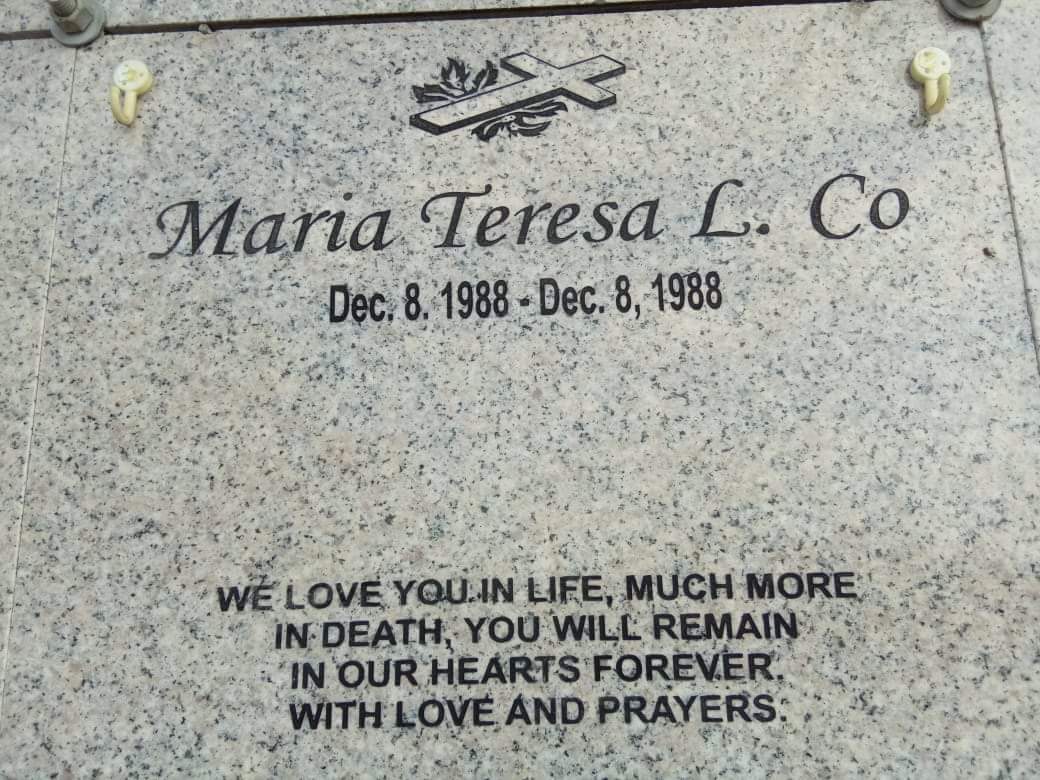 Maria Teresa L. Co
Dec. 8. 1988 - Dec. 8, 1988
WE LOVE YOU IN LIFE, MUCH MORE
IN DEATH, YOU WILL REMAIN
IN OUR HEARTS FOREVER.
WITH LOVE AND PRAYERS.